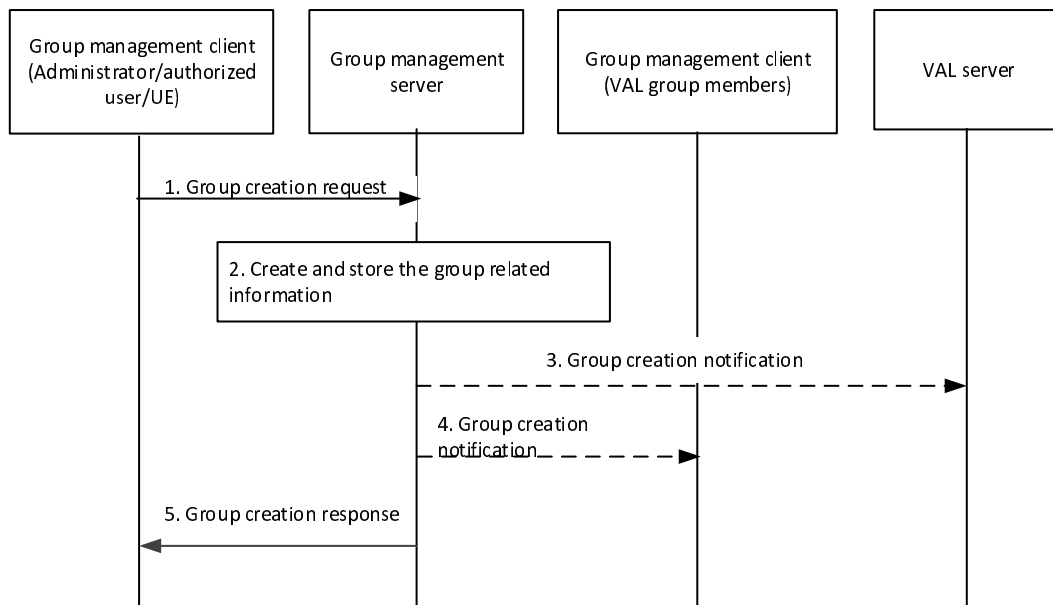 Group management client
(Administrator/authorized
user/UE)
Group management
server
Group management client
(VAL group members)
VAL server
1. Group creation request
2. Create and store the group related
information
3. Group creation notification
4. Group creation
notification
5. Group creation response